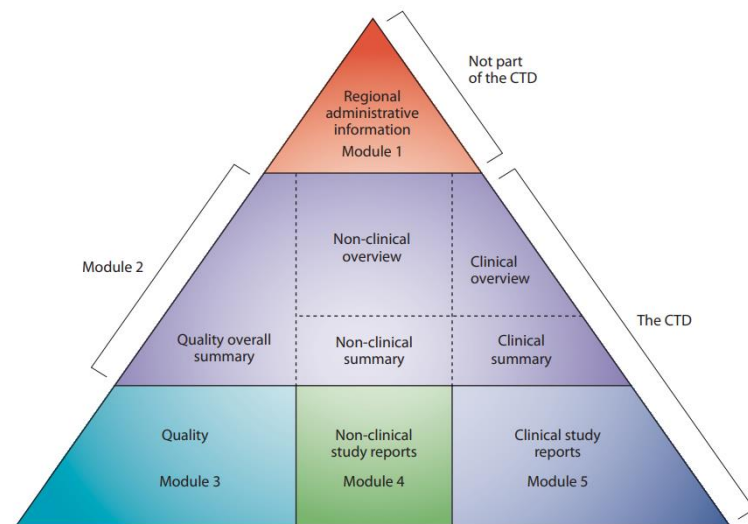 Not part
of the CTD
Regional
administrative
information
Module 1
Module 2
Non-clinical
overview
Clinical
overview
The CTD
Quality overall
summary
Non-clinical
summary
Clinical
summary
Quality
Module 3
Non-clinical
study reports
Module 4
Clinical study
reports
Module 5